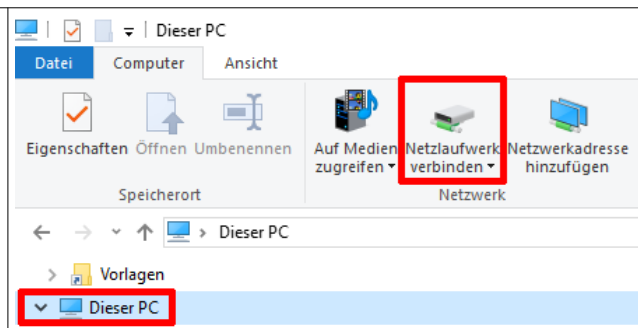 Dieser PC
Datei Computer Ansicht
Eigenschaften Öffnen Umbenennen
Auf Medien zugreifen
Netzlaufwerk verbinden
Netzwerkadresse hinzufügen
Speicherort Netzwerk
Dieser PC
Vorlagen
Dieser PC